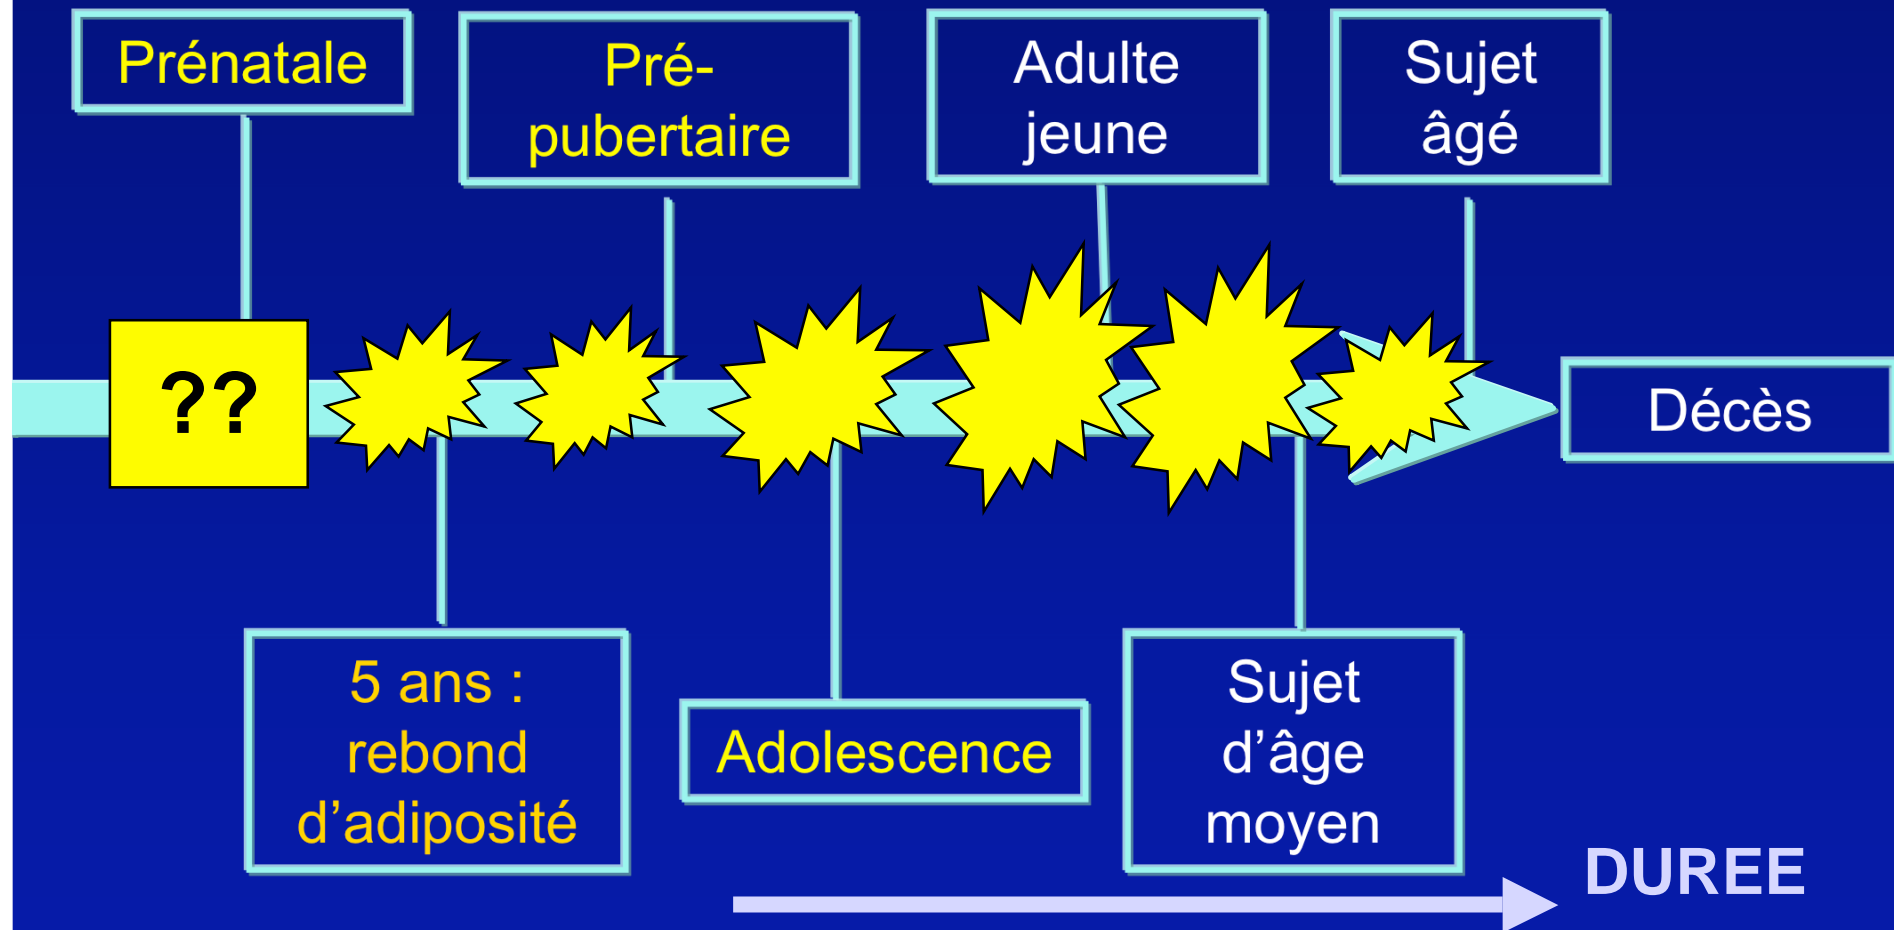 Prénatale
Pré-
pubertaire
Adulte
jeune
Sujet
âgé
??
Décès
5 ans :
rebond
d’adiposité
Adolescence
Sujet
d’âge
moyen
DUREE